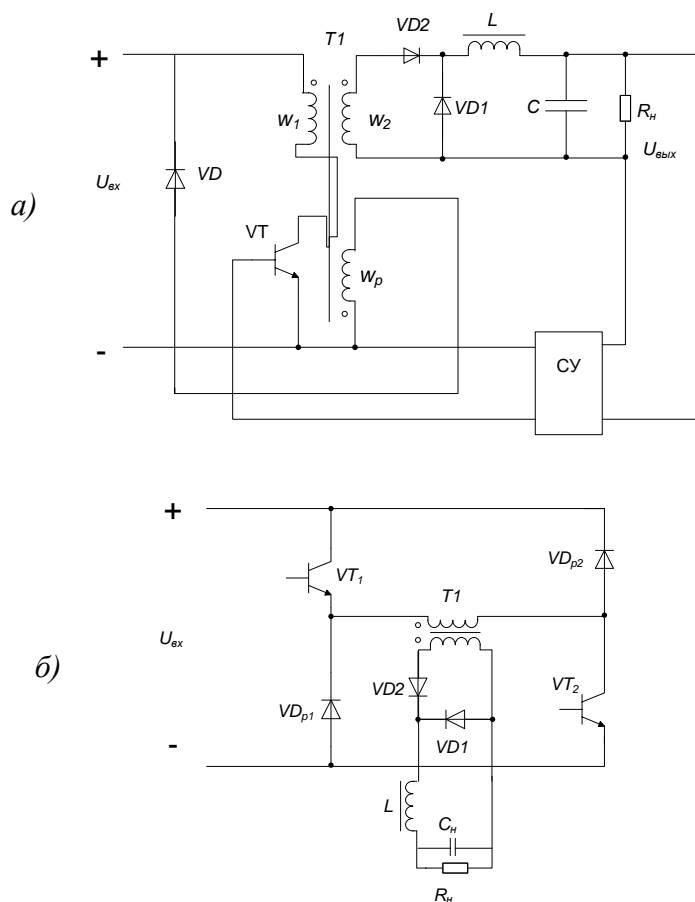 T1
VD2
L
+
w₁
w₂
VD1
C
Rн
Uвх
VD
Uвых
а)
VT
wр
-
СУ
+
VDр2
VT₁
T1
Uвх
б)
VD2
VT₂
VDр1
VD1
-
L
Cн
Rн